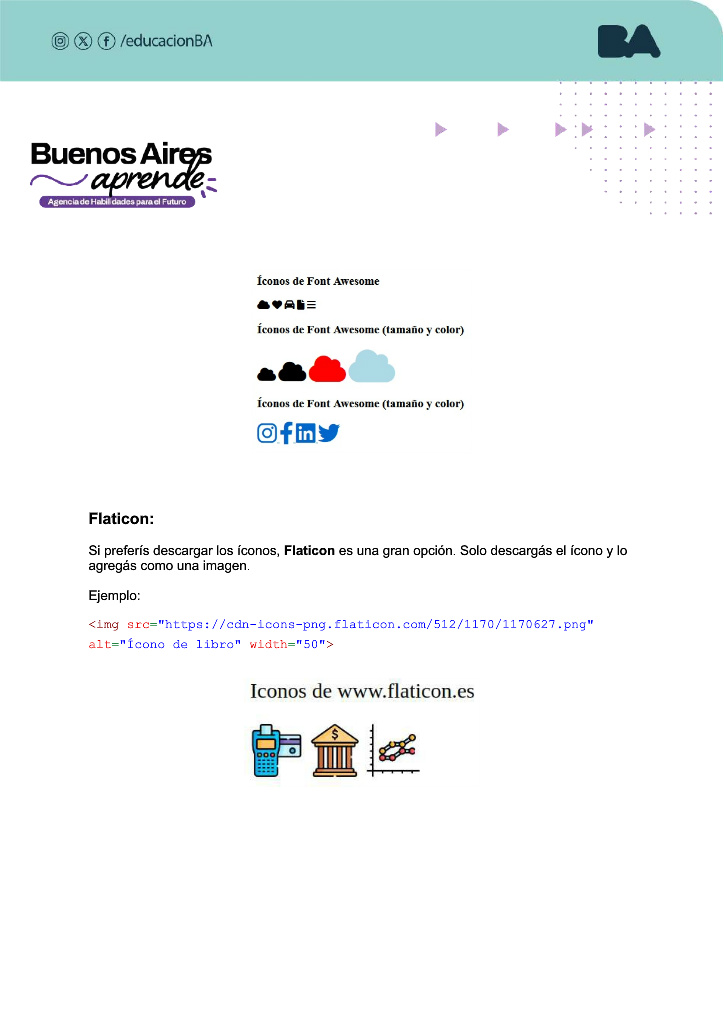 /educacionBA
BA
Buenos Aires
aprende
Agencia de Habilidades para el Futuro
Íconos de Font Awesome
Íconos de Font Awesome (tamaño y color)
Íconos de Font Awesome (tamaño y color)
Flaticon:
Si preferís descargar los íconos, Flaticon es una gran opción. Solo descargás el ícono y lo
agregás como una imagen.
Ejemplo:
<img src="https://cdn-icons-png.flaticon.com/512/1170/1170627.png"
alt="Ícono de libro" width="50">
Iconos de www.flaticon.es